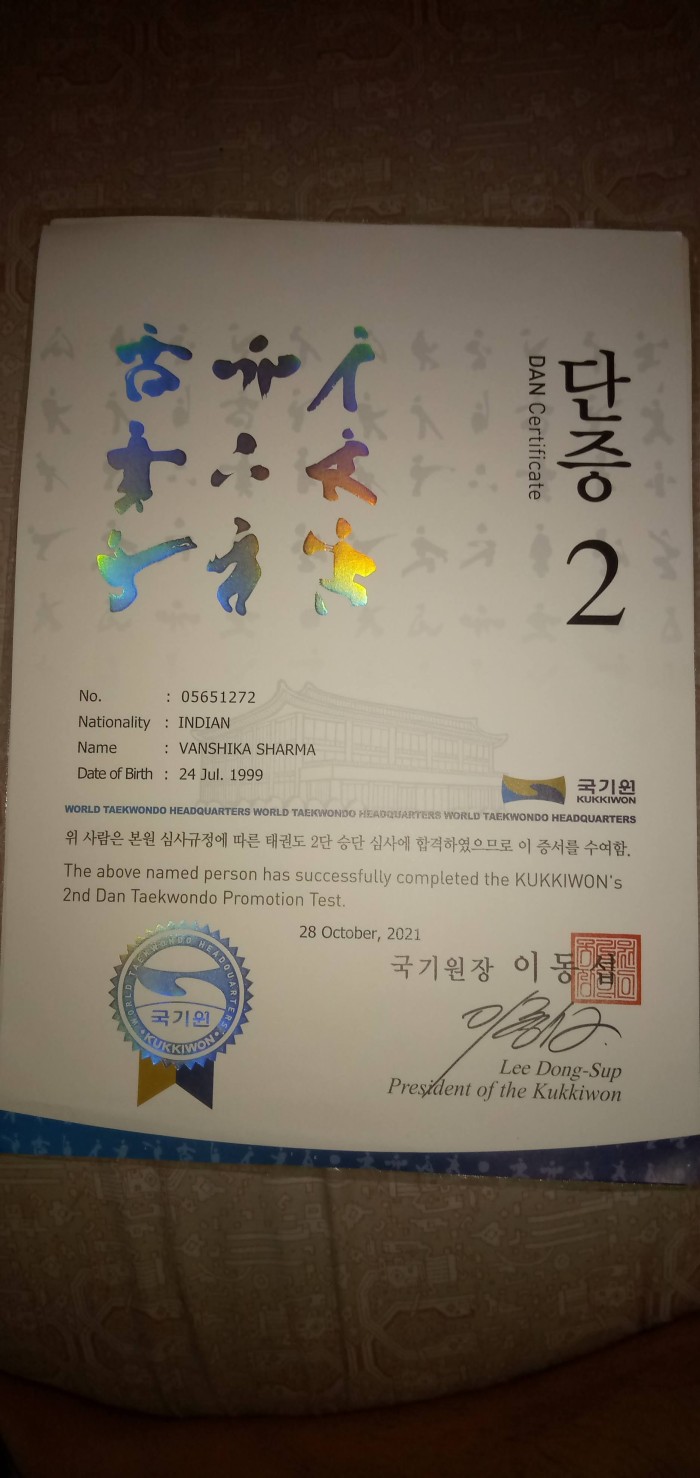 단증
DAN Certificate
2
No. : 05651272
Nationality : INDIAN
Name : VANSHIKA SHARMA
Date of Birth : 24 Jul. 1999
국기원
KUKKIWON
WORLD TAEKWONDO HEADQUARTERS WORLD TAEKWONDO HEADQUARTERS WORLD TAEKWONDO HEADQUARTERS
위 사람은 본원 심사규정에 따른 태권도 2단 승단 심사에 합격하였으므로 이 증서를 수여함.
The above named person has successfully completed the KUKKIWON's
2nd Dan Taekwondo Promotion Test.
28 October, 2021
국기원장 이동섭
WORLD TAEKWONDO HEADQUARTERS
국기원
KUKKIWON
Lee Dong-Sup
President of the Kukkiwon